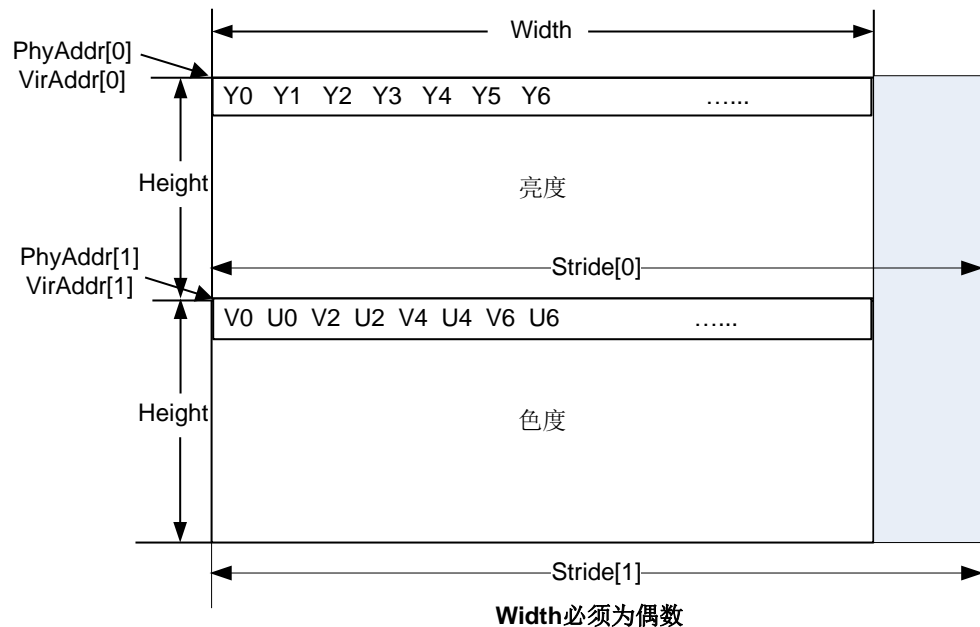 Width
PhyAddr[0]
VirAddr[0]
Y0 Y1 Y2 Y3 Y4 Y5 Y6 …...
Height
亮度
PhyAddr[1]
VirAddr[1]
Stride[0]
V0 U0 V2 U2 V4 U4 V6 U6 …...
Height
色度
Stride[1]
Width必须为偶数